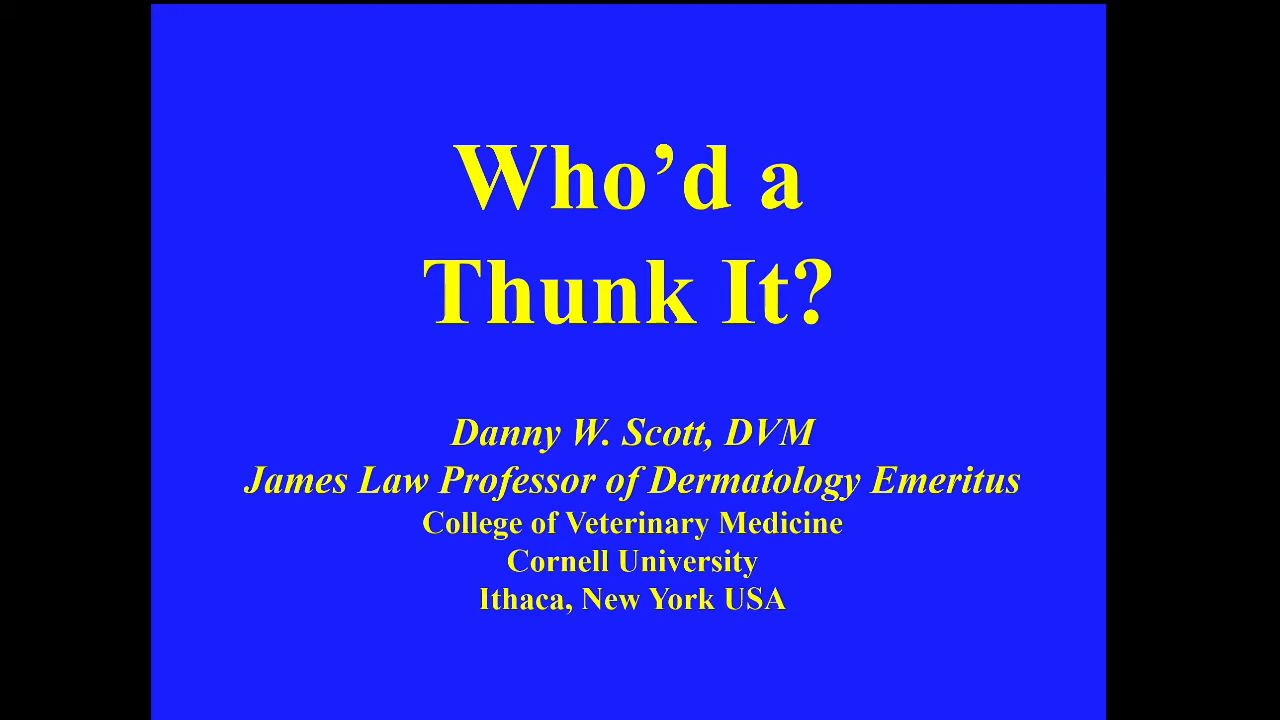 Who’d a
Thunk It?
Danny W. Scott, DVM
James Law Professor of Dermatology Emeritus
College of Veterinary Medicine
Cornell University
Ithaca, New York USA